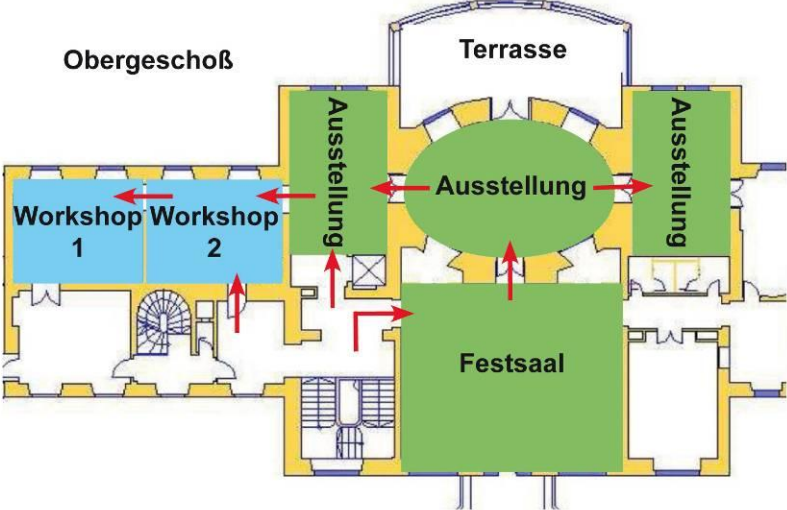 Obergeschoß
Terrasse
Ausstellung
Ausstellung
Ausstellung
Workshop
1
Workshop
2
Festsaal